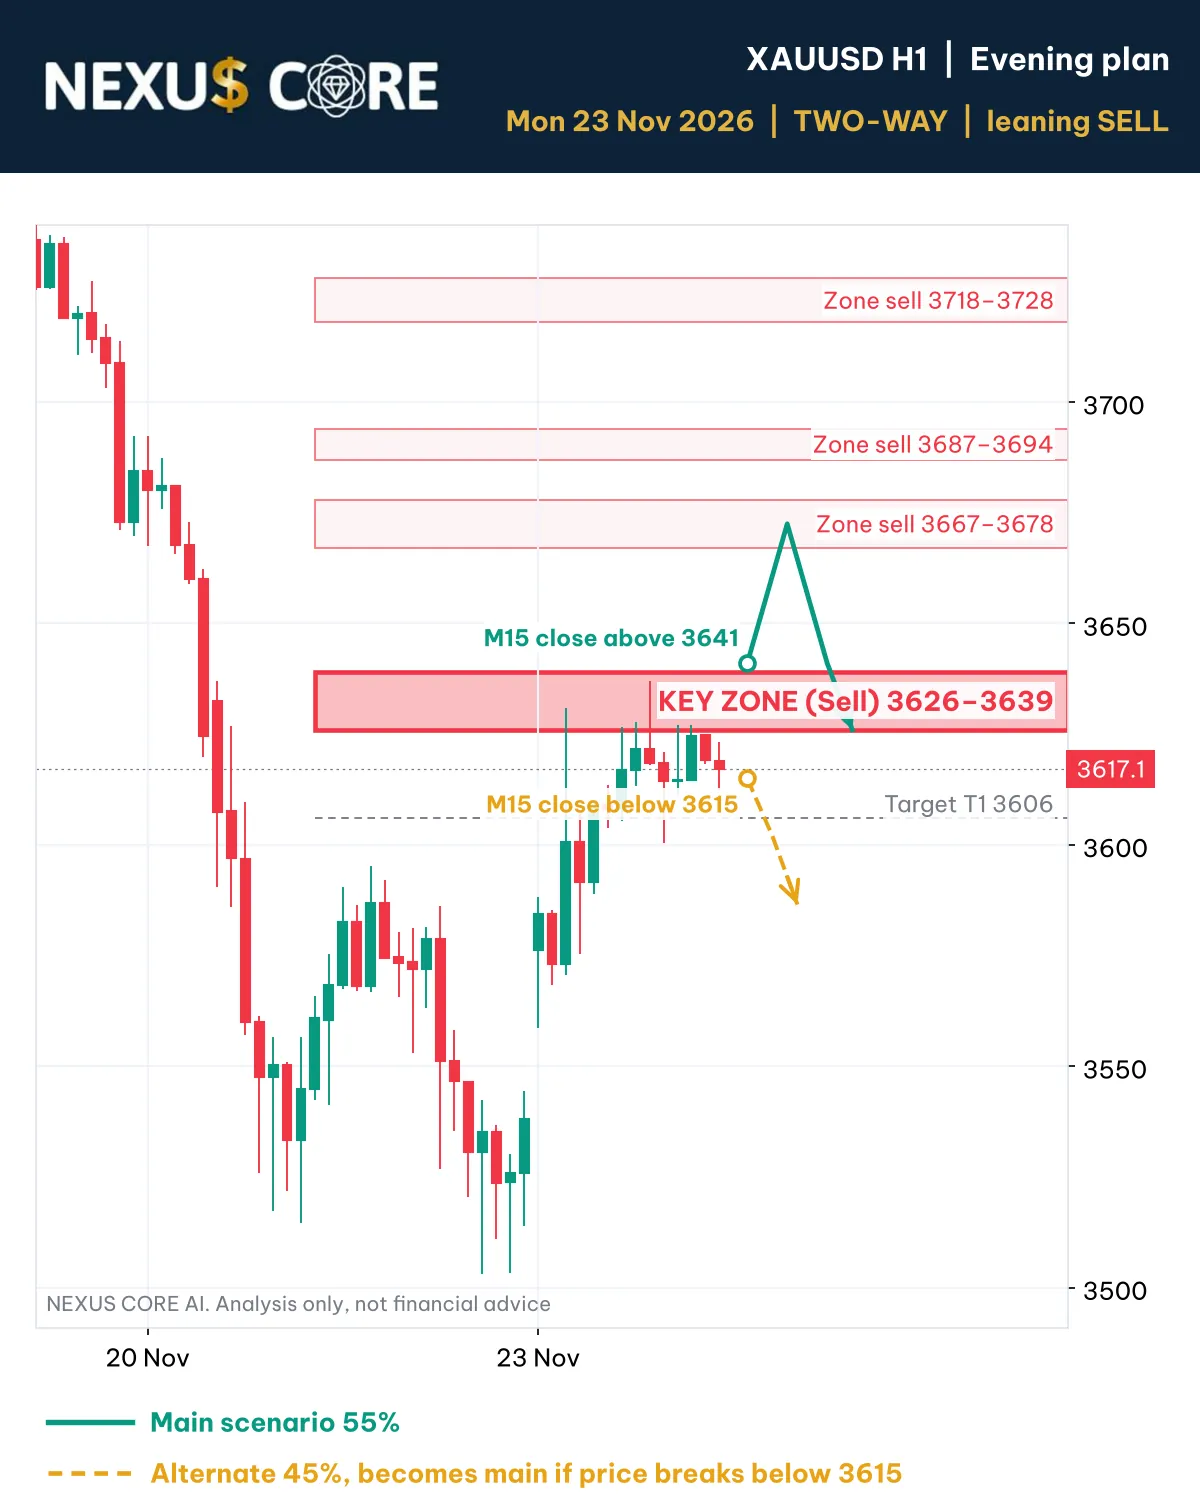 NEXU$ CORE
XAUUSD H1 | Evening plan
Mon 23 Nov 2026 | TWO-WAY | leaning SELL
Zone sell 3718–3728
3700
Zone sell 3687–3694
Zone sell 3667–3678
3650
M15 close above 3641
KEY ZONE (Sell) 3626–3639
3617.1
M15 close below 3615
Target T1 3606
3600
3550
3500
NEXUS CORE AI. Analysis only, not financial advice
20 Nov
23 Nov
Main scenario 55%
Alternate 45%, becomes main if price breaks below 3615